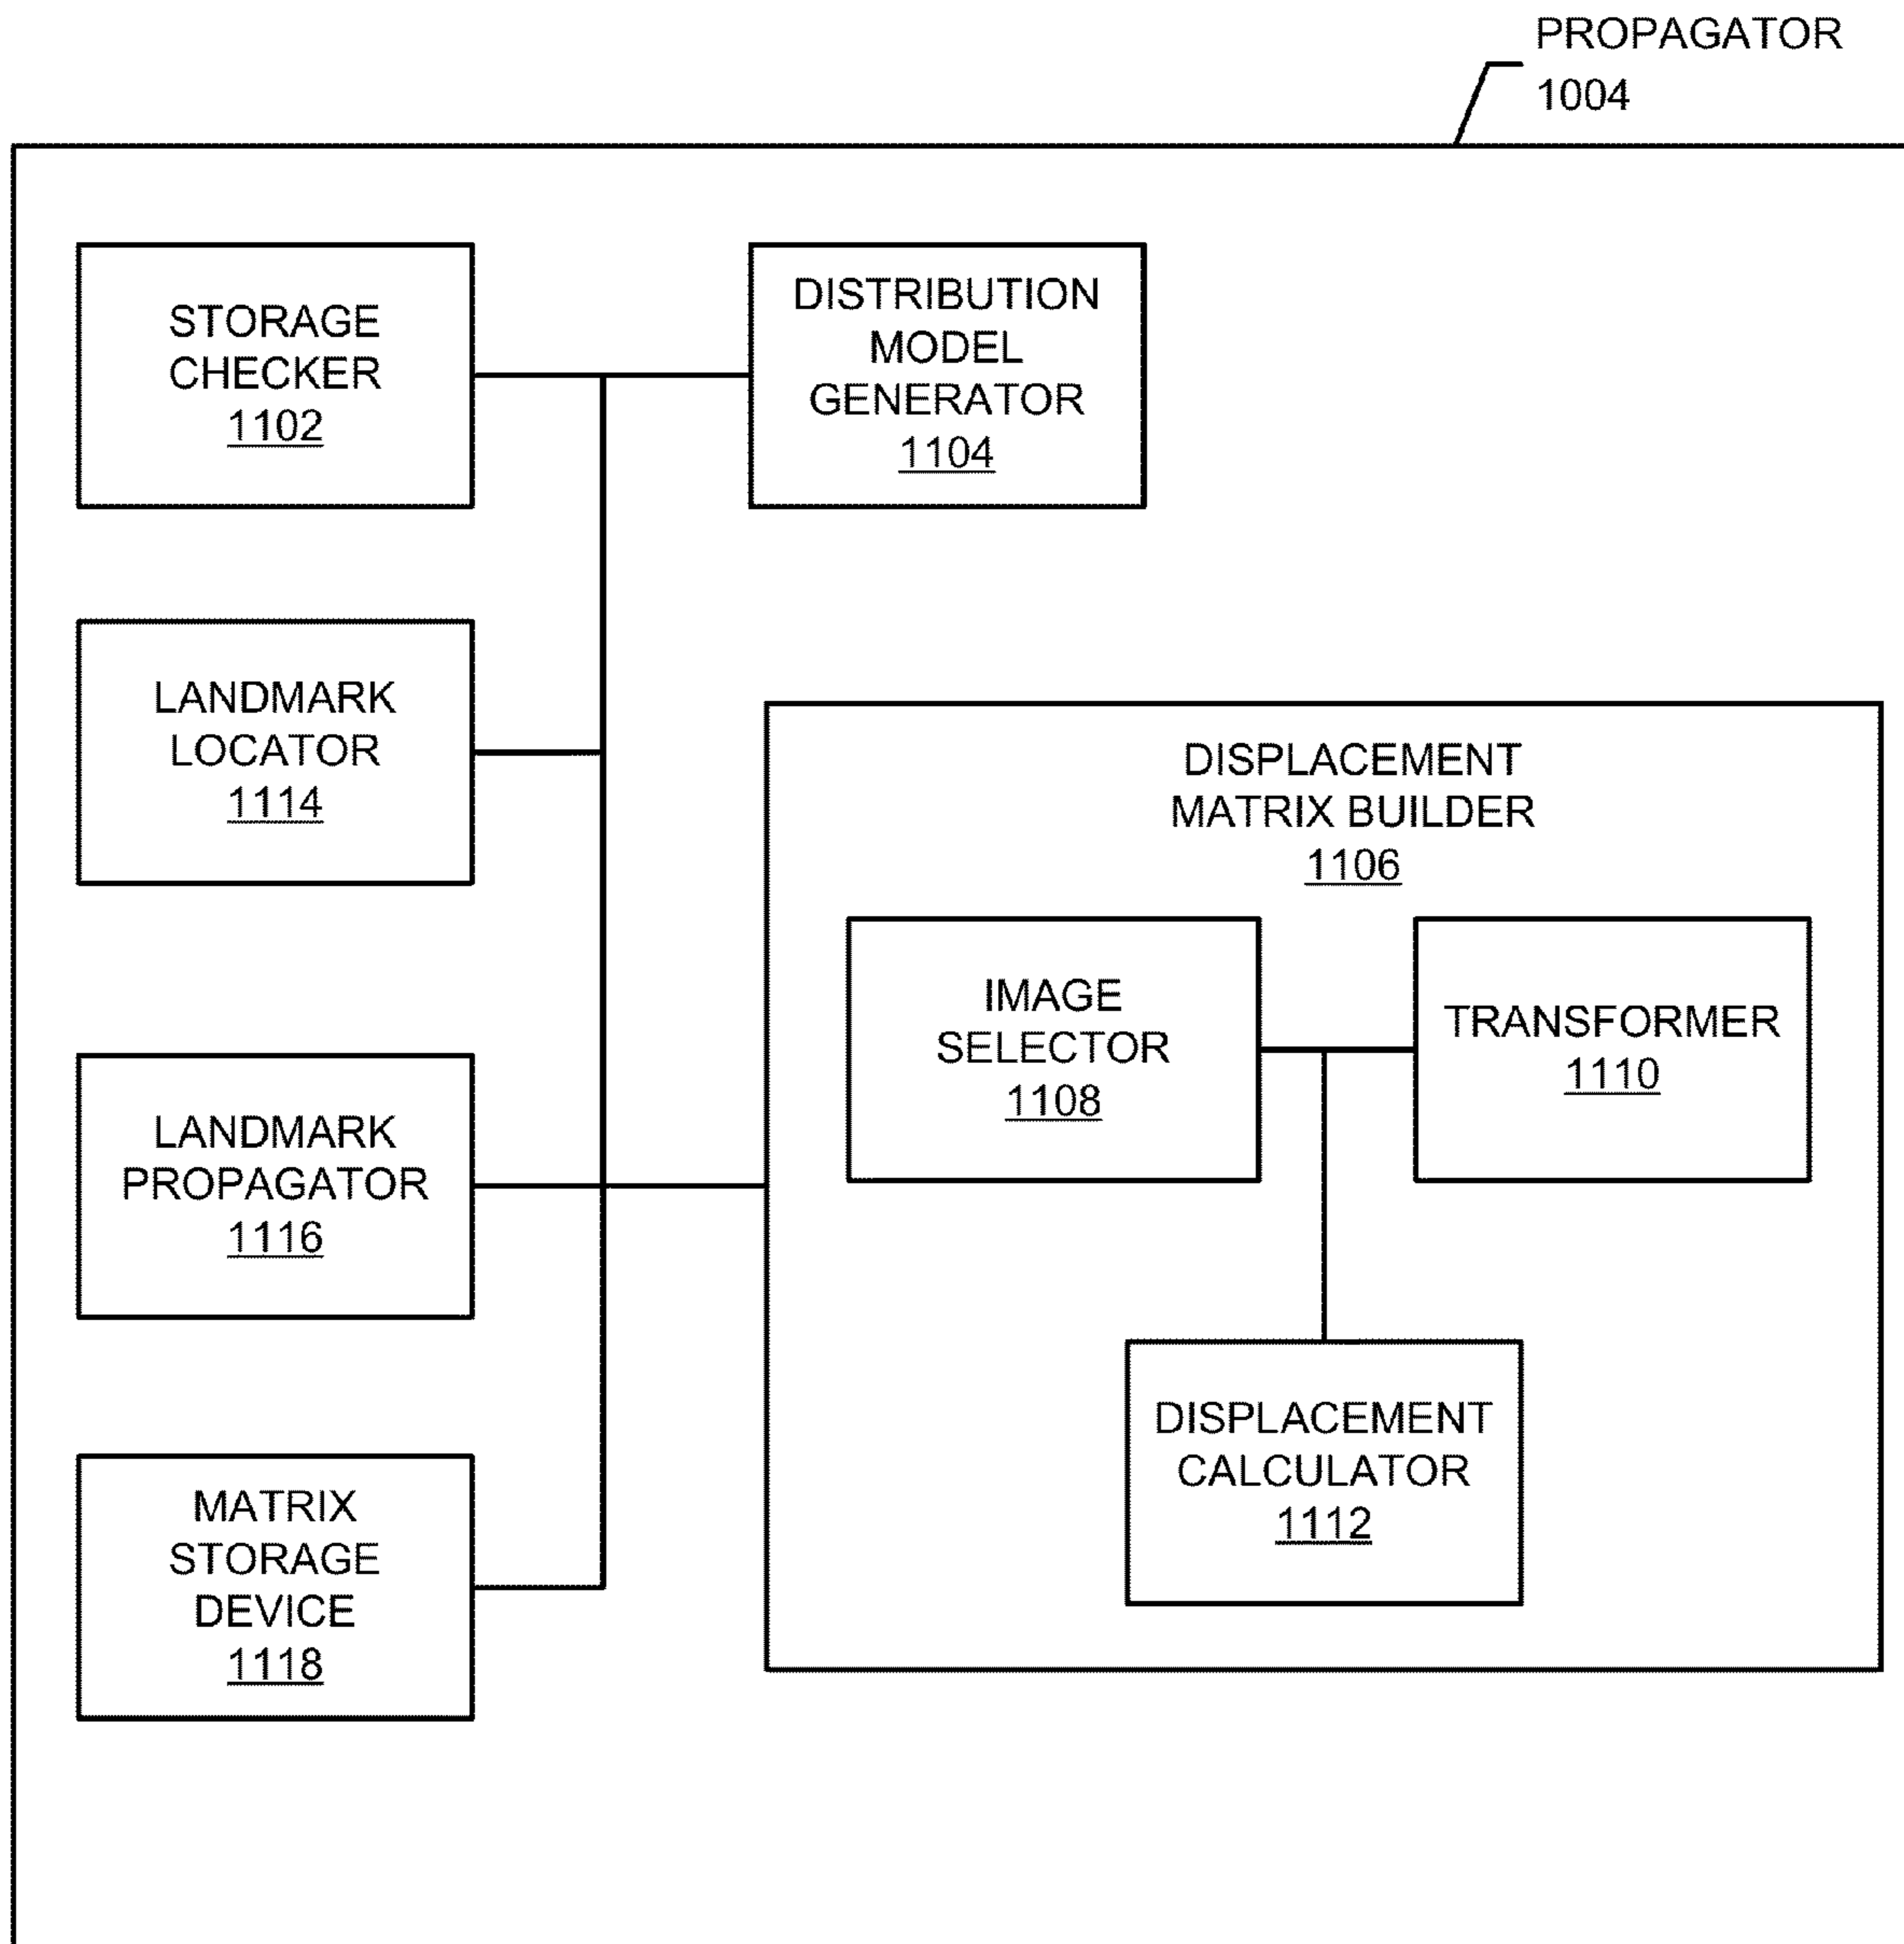 PROPAGATOR
1004
STORAGE
CHECKER
1102
DISTRIBUTION
MODEL
GENERATOR
1104
LANDMARK
LOCATOR
1114
DISPLACEMENT
MATRIX BUILDER
1106
IMAGE
SELECTOR
1108
TRANSFORMER
1110
LANDMARK
PROPAGATOR
1116
DISPLACEMENT
CALCULATOR
1112
MATRIX
STORAGE
DEVICE
1118